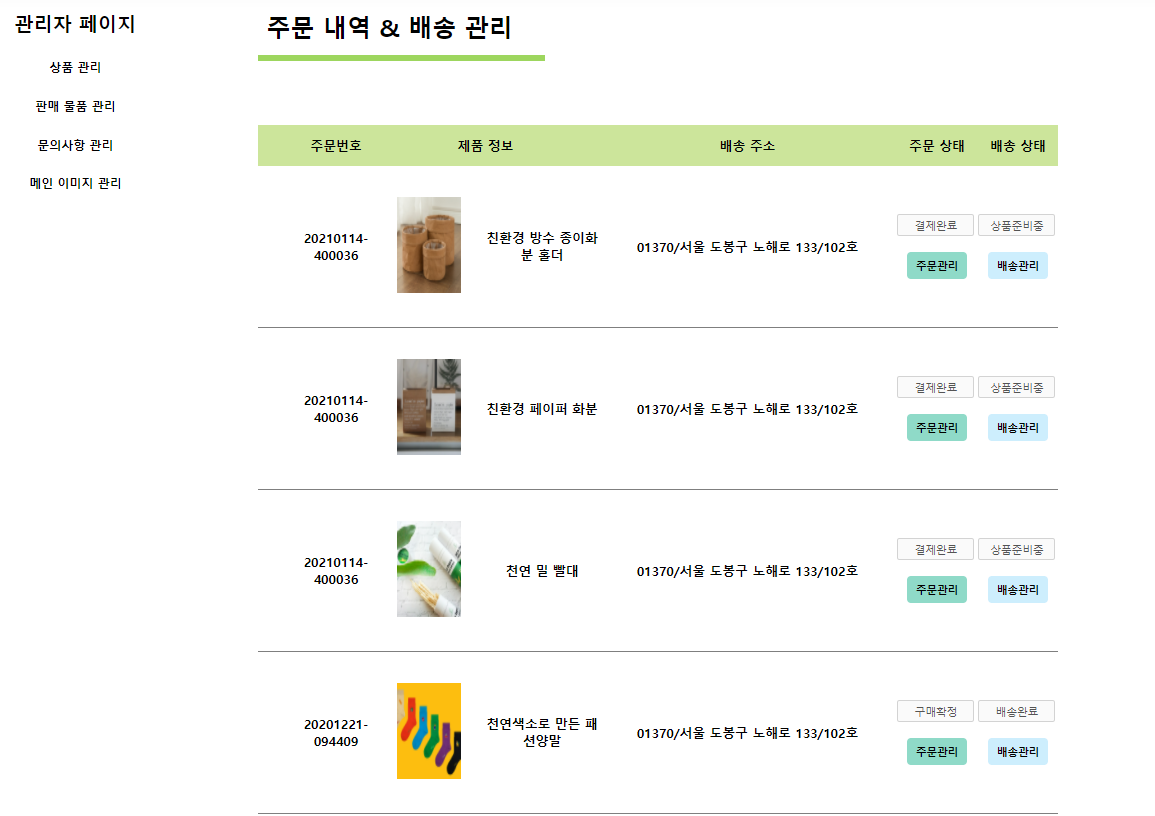 관리자 페이지
상품 관리
판매 물품 관리
문의사항 관리
메인 이미지 관리
주문 내역 & 배송 관리
주문번호 제품 정보 배송 주소 주문 상태 배송 상태
20210114-
400036
친환경 방수 종이화
분 홀더
01370/서울 도봉구 노해로 133/102호
결제완료 상품준비중
주문관리 배송관리
20210114-
400036
친환경 페이퍼 화분
01370/서울 도봉구 노해로 133/102호
결제완료 상품준비중
주문관리 배송관리
20210114-
400036
천연 밀 빨대
01370/서울 도봉구 노해로 133/102호
결제완료 상품준비중
주문관리 배송관리
20201221-
094409
천연색소로 만든 패
션양말
01370/서울 도봉구 노해로 133/102호
구매확정 배송완료
주문관리 배송관리